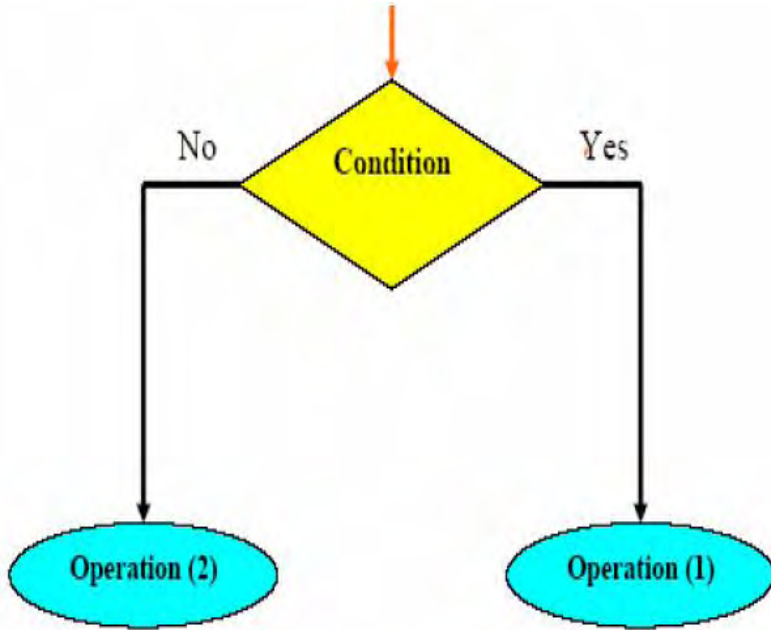 No
Condition
Yes
Operation (2)
Operation (1)